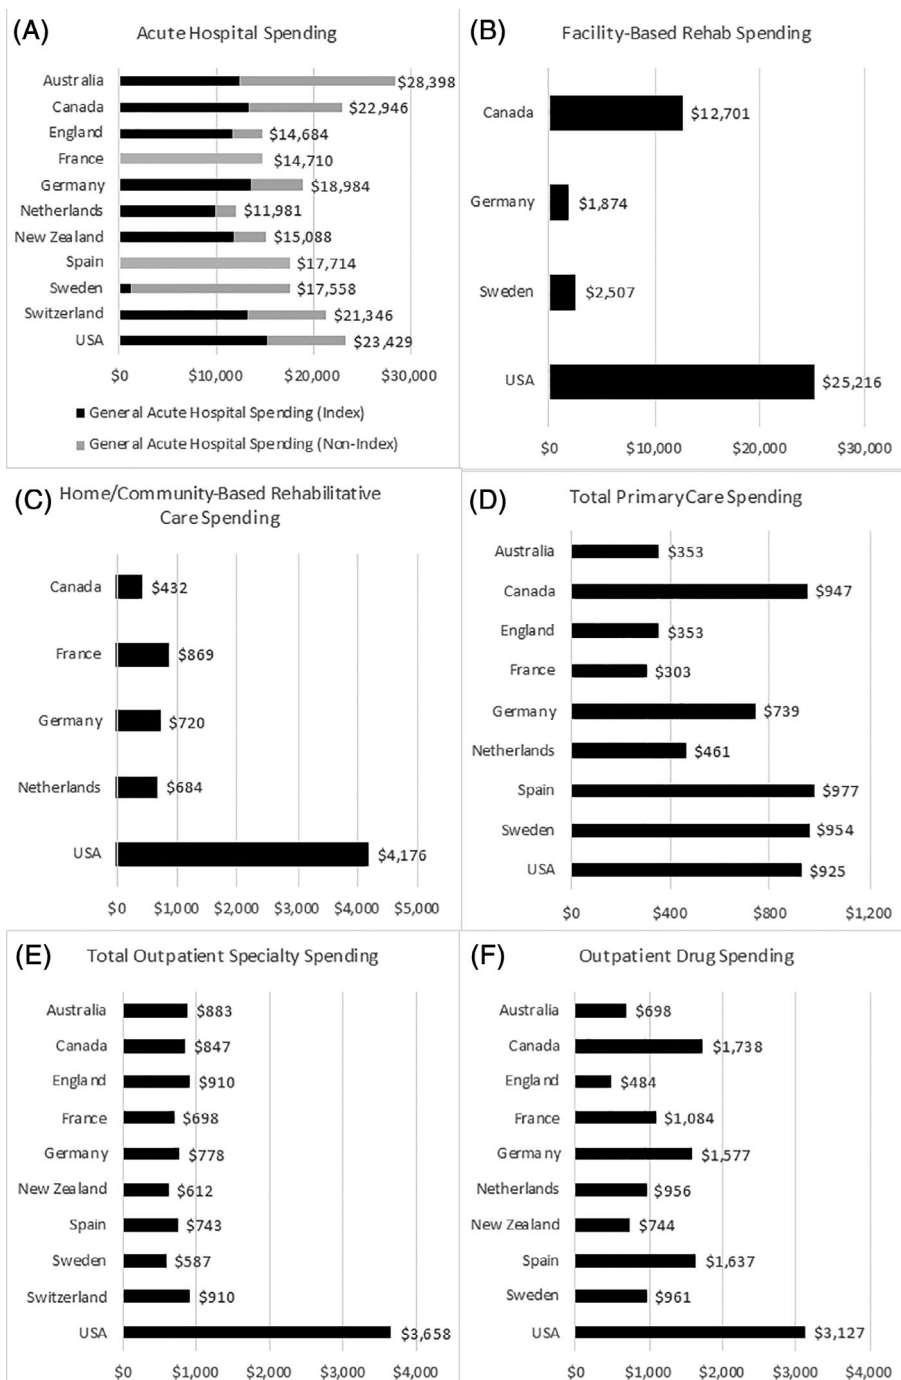 (A) Acute Hospital Spending
Australia $28,398
Canada $22,946
England $14,684
France $14,710
Germany $18,984
Netherlands $11,981
New Zealand $15,088
Spain $17,714
Sweden $17,558
Switzerland $21,346
USA $23,429
$0 $10,000 $20,000 $30,000
General Acute Hospital Spending (Index)
General Acute Hospital Spending (Non-Index)
(B) Facility-Based Rehab Spending
Canada $12,701
Germany $1,874
Sweden $2,507
USA $25,216
$0 $10,000 $20,000 $30,000
(C) Home/Community-Based Rehabilitative
Care Spending
Canada $432
France $869
Germany $720
Netherlands $684
USA $4,176
$0 $1,000 $2,000 $3,000 $4,000 $5,000
(D) Total Primary Care Spending
Australia $353
Canada $947
England $353
France $303
Germany $739
Netherlands $461
Spain $977
Sweden $954
USA $925
$0 $400 $800 $1,200
(E) Total Outpatient Specialty Spending
Australia $883
Canada $847
England $910
France $698
Germany $778
New Zealand $612
Spain $743
Sweden $587
Switzerland $910
USA $3,658
$0 $1,000 $2,000 $3,000 $4,000
(F) Outpatient Drug Spending
Australia $698
Canada $1,738
England $484
France $1,084
Germany $1,577
Netherlands $956
New Zealand $744
Spain $1,637
Sweden $961
USA $3,127
$0 $1,000 $2,000 $3,000 $4,000